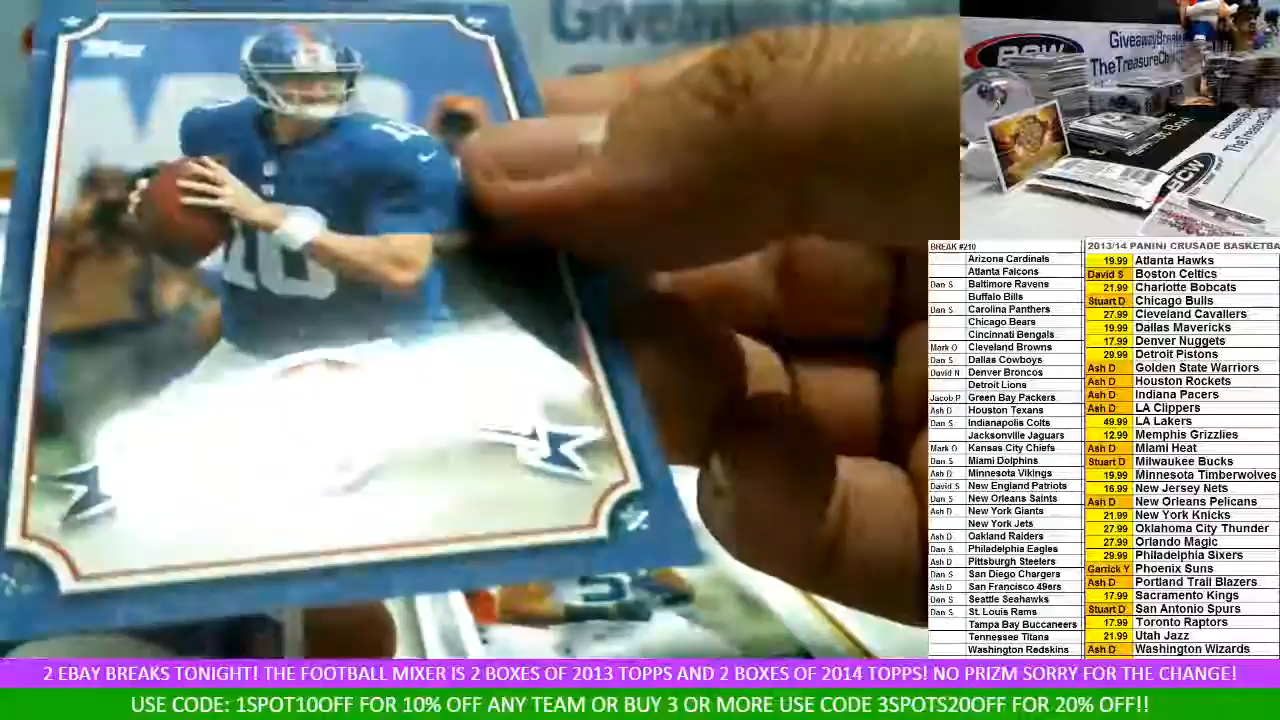 topps
10
10
BCW
GiveawayBreak
TheTreasureCh
BCW
BREAK #210
Arizona Cardinals
Atlanta Falcons
Dan S Baltimore Ravens
Buffalo Bills
Dan S Carolina Panthers
Chicago Bears
Cincinnati Bengals
Mark O Cleveland Browns
Dan S Dallas Cowboys
David N Denver Broncos
Detroit Lions
Jacob P Green Bay Packers
Ash D Houston Texans
Dan S Indianapolis Colts
Jacksonville Jaguars
Mark O Kansas City Chiefs
Dan S Miami Dolphins
Ash D Minnesota Vikings
David S New England Patriots
Dan S New Orleans Saints
Ash D New York Giants
New York Jets
Ash D Oakland Raiders
Dan S Philadelphia Eagles
Ash D Pittsburgh Steelers
Dan S San Diego Chargers
Ash D San Francisco 49ers
Dan S Seattle Seahawks
Dan S St. Louis Rams
Tampa Bay Buccaneers
Tennessee Titans
Washington Redskins
2013/14 PANINI CRUSADE BASKETBA
19.99 Atlanta Hawks
David S Boston Celtics
21.99 Charlotte Bobcats
Stuart D Chicago Bulls
27.99 Cleveland Cavaliers
19.99 Dallas Mavericks
17.99 Denver Nuggets
29.99 Detroit Pistons
Ash D Golden State Warriors
Ash D Houston Rockets
Ash D Indiana Pacers
Ash D LA Clippers
49.99 LA Lakers
12.99 Memphis Grizzlies
Ash D Miami Heat
Stuart D Milwaukee Bucks
19.99 Minnesota Timberwolves
16.99 New Jersey Nets
Ash D New Orleans Pelicans
21.99 New York Knicks
27.99 Oklahoma City Thunder
27.99 Orlando Magic
29.99 Philadelphia Sixers
Garrick Y Phoenix Suns
Ash D Portland Trail Blazers
17.99 Sacramento Kings
Stuart D San Antonio Spurs
17.99 Toronto Raptors
21.99 Utah Jazz
Ash D Washington Wizards
2 EBAY BREAKS TONIGHT! THE FOOTBALL MIXER IS 2 BOXES OF 2013 TOPPS AND 2 BOXES OF 2014 TOPPS! NO PRIZM SORRY FOR THE CHANGE!
USE CODE: 1SPOT10OFF FOR 10% OFF ANY TEAM OR BUY 3 OR MORE USE CODE 3SPOTS20OFF FOR 20% OFF!!